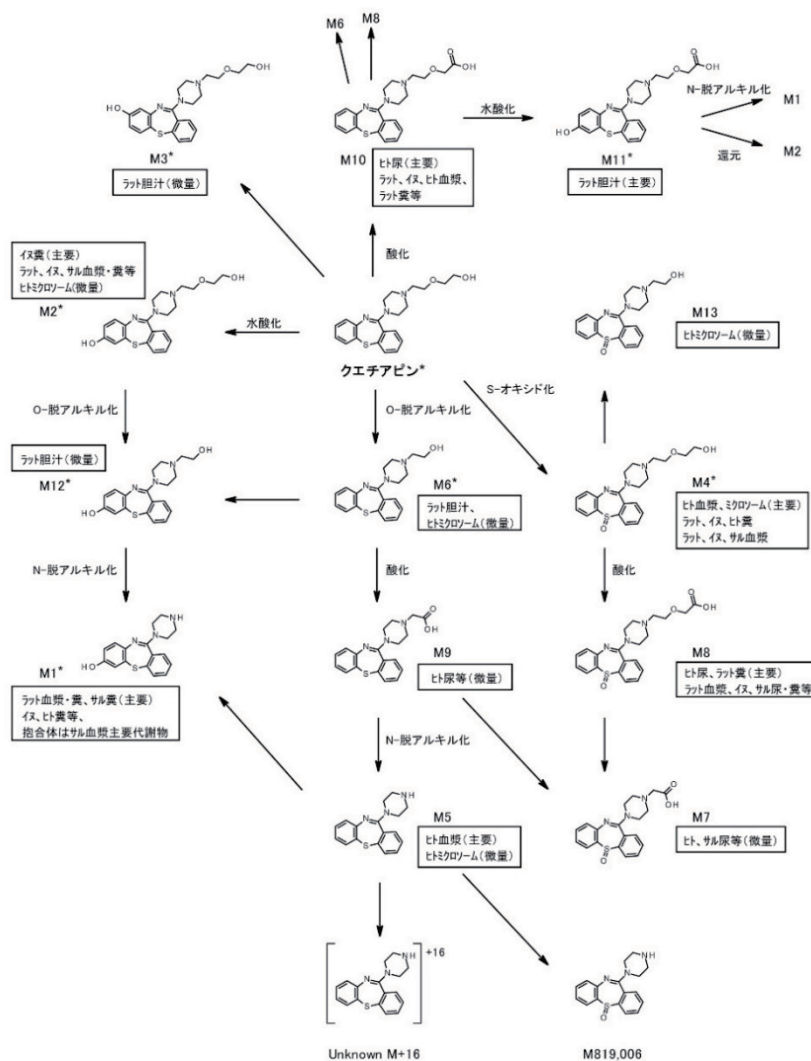 M6
M8
M3*
ラット胆汁(微量)
M10
ヒト尿(主要)
ラット、イヌ、ヒト血漿、
ラット糞等
水酸化
M11*
ラット胆汁(主要)
N-脱アルキル化
M1
還元
M2
酸化
イヌ糞(主要)
ラット、イヌ、サル血漿・糞等
ヒトミクロソーム(微量)
M2*
水酸化
クエチアピン*
M13
ヒトミクロソーム(微量)
S-オキシド化
O-脱アルキル化
O-脱アルキル化
ラット胆汁(微量)
M12*
M6*
ラット胆汁、
ヒトミクロソーム(微量)
M4*
ヒト血漿、ミクロソーム(主要)
ラット、イヌ、ヒト糞
ラット、イヌ、サル血漿
N-脱アルキル化
酸化
酸化
M1*
ラット血漿・糞、サル糞(主要)
イヌ、ヒト糞等、
抱合体はサル血漿主要代謝物
M9
ヒト尿等(微量)
M8
ヒト尿、ラット糞(主要)
ラット血漿、イヌ、サル尿・糞等
N-脱アルキル化
M5
ヒト血漿(主要)
ヒトミクロソーム(微量)
M7
ヒト、サル尿等(微量)
+16
Unknown M+16
M819,006